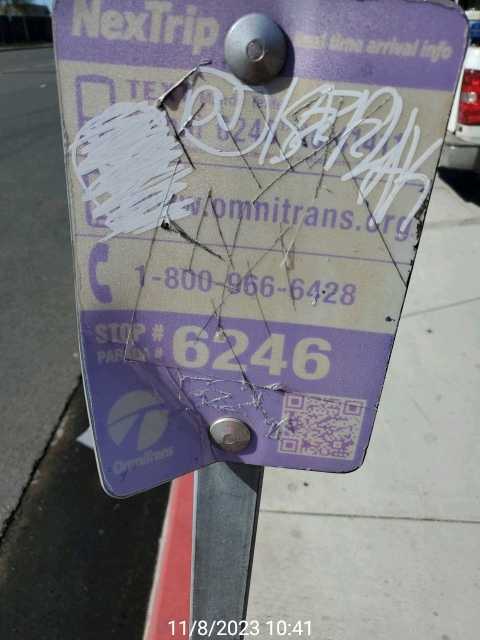 NexTrip real time arrival info
TEXT
www.omnitrans.org
1-800-966-6428
STOP # 6246
PARADA #
OmniTrans
11/8/2023 10:41